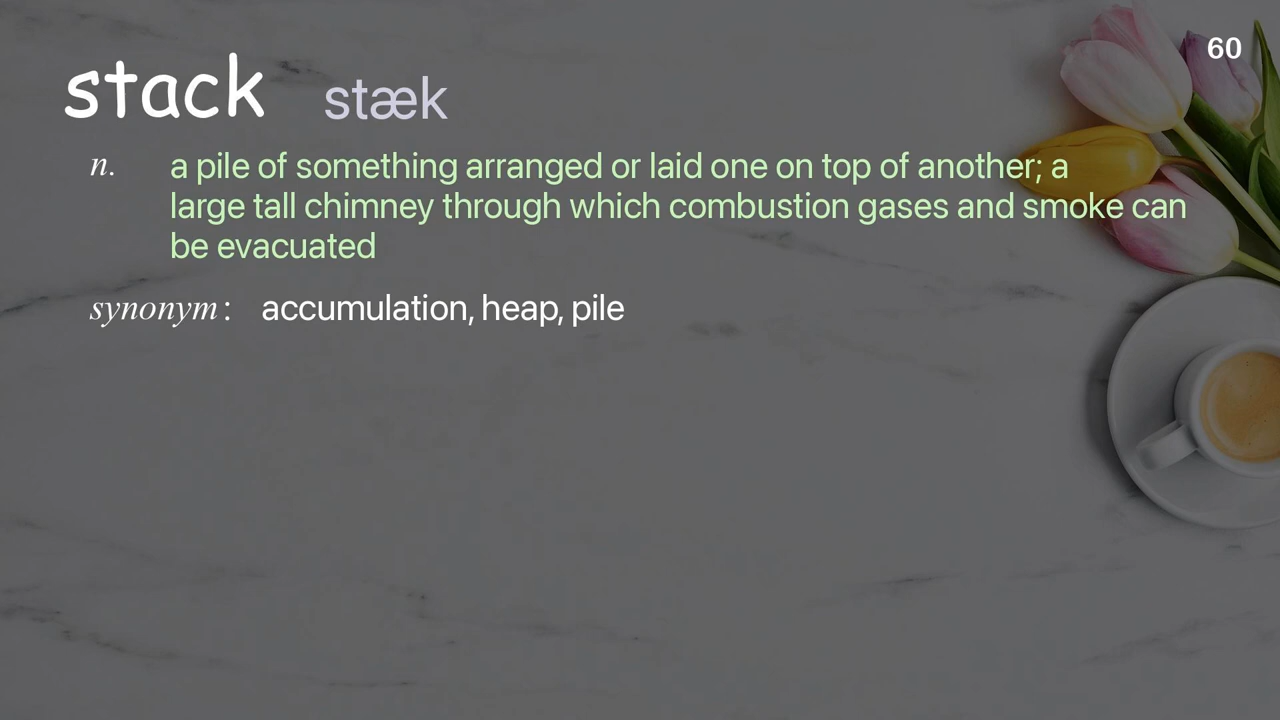 60
stack stæk
n. a pile of something arranged or laid one on top of another; a
large tall chimney through which combustion gases and smoke can
be evacuated
synonym: accumulation, heap, pile